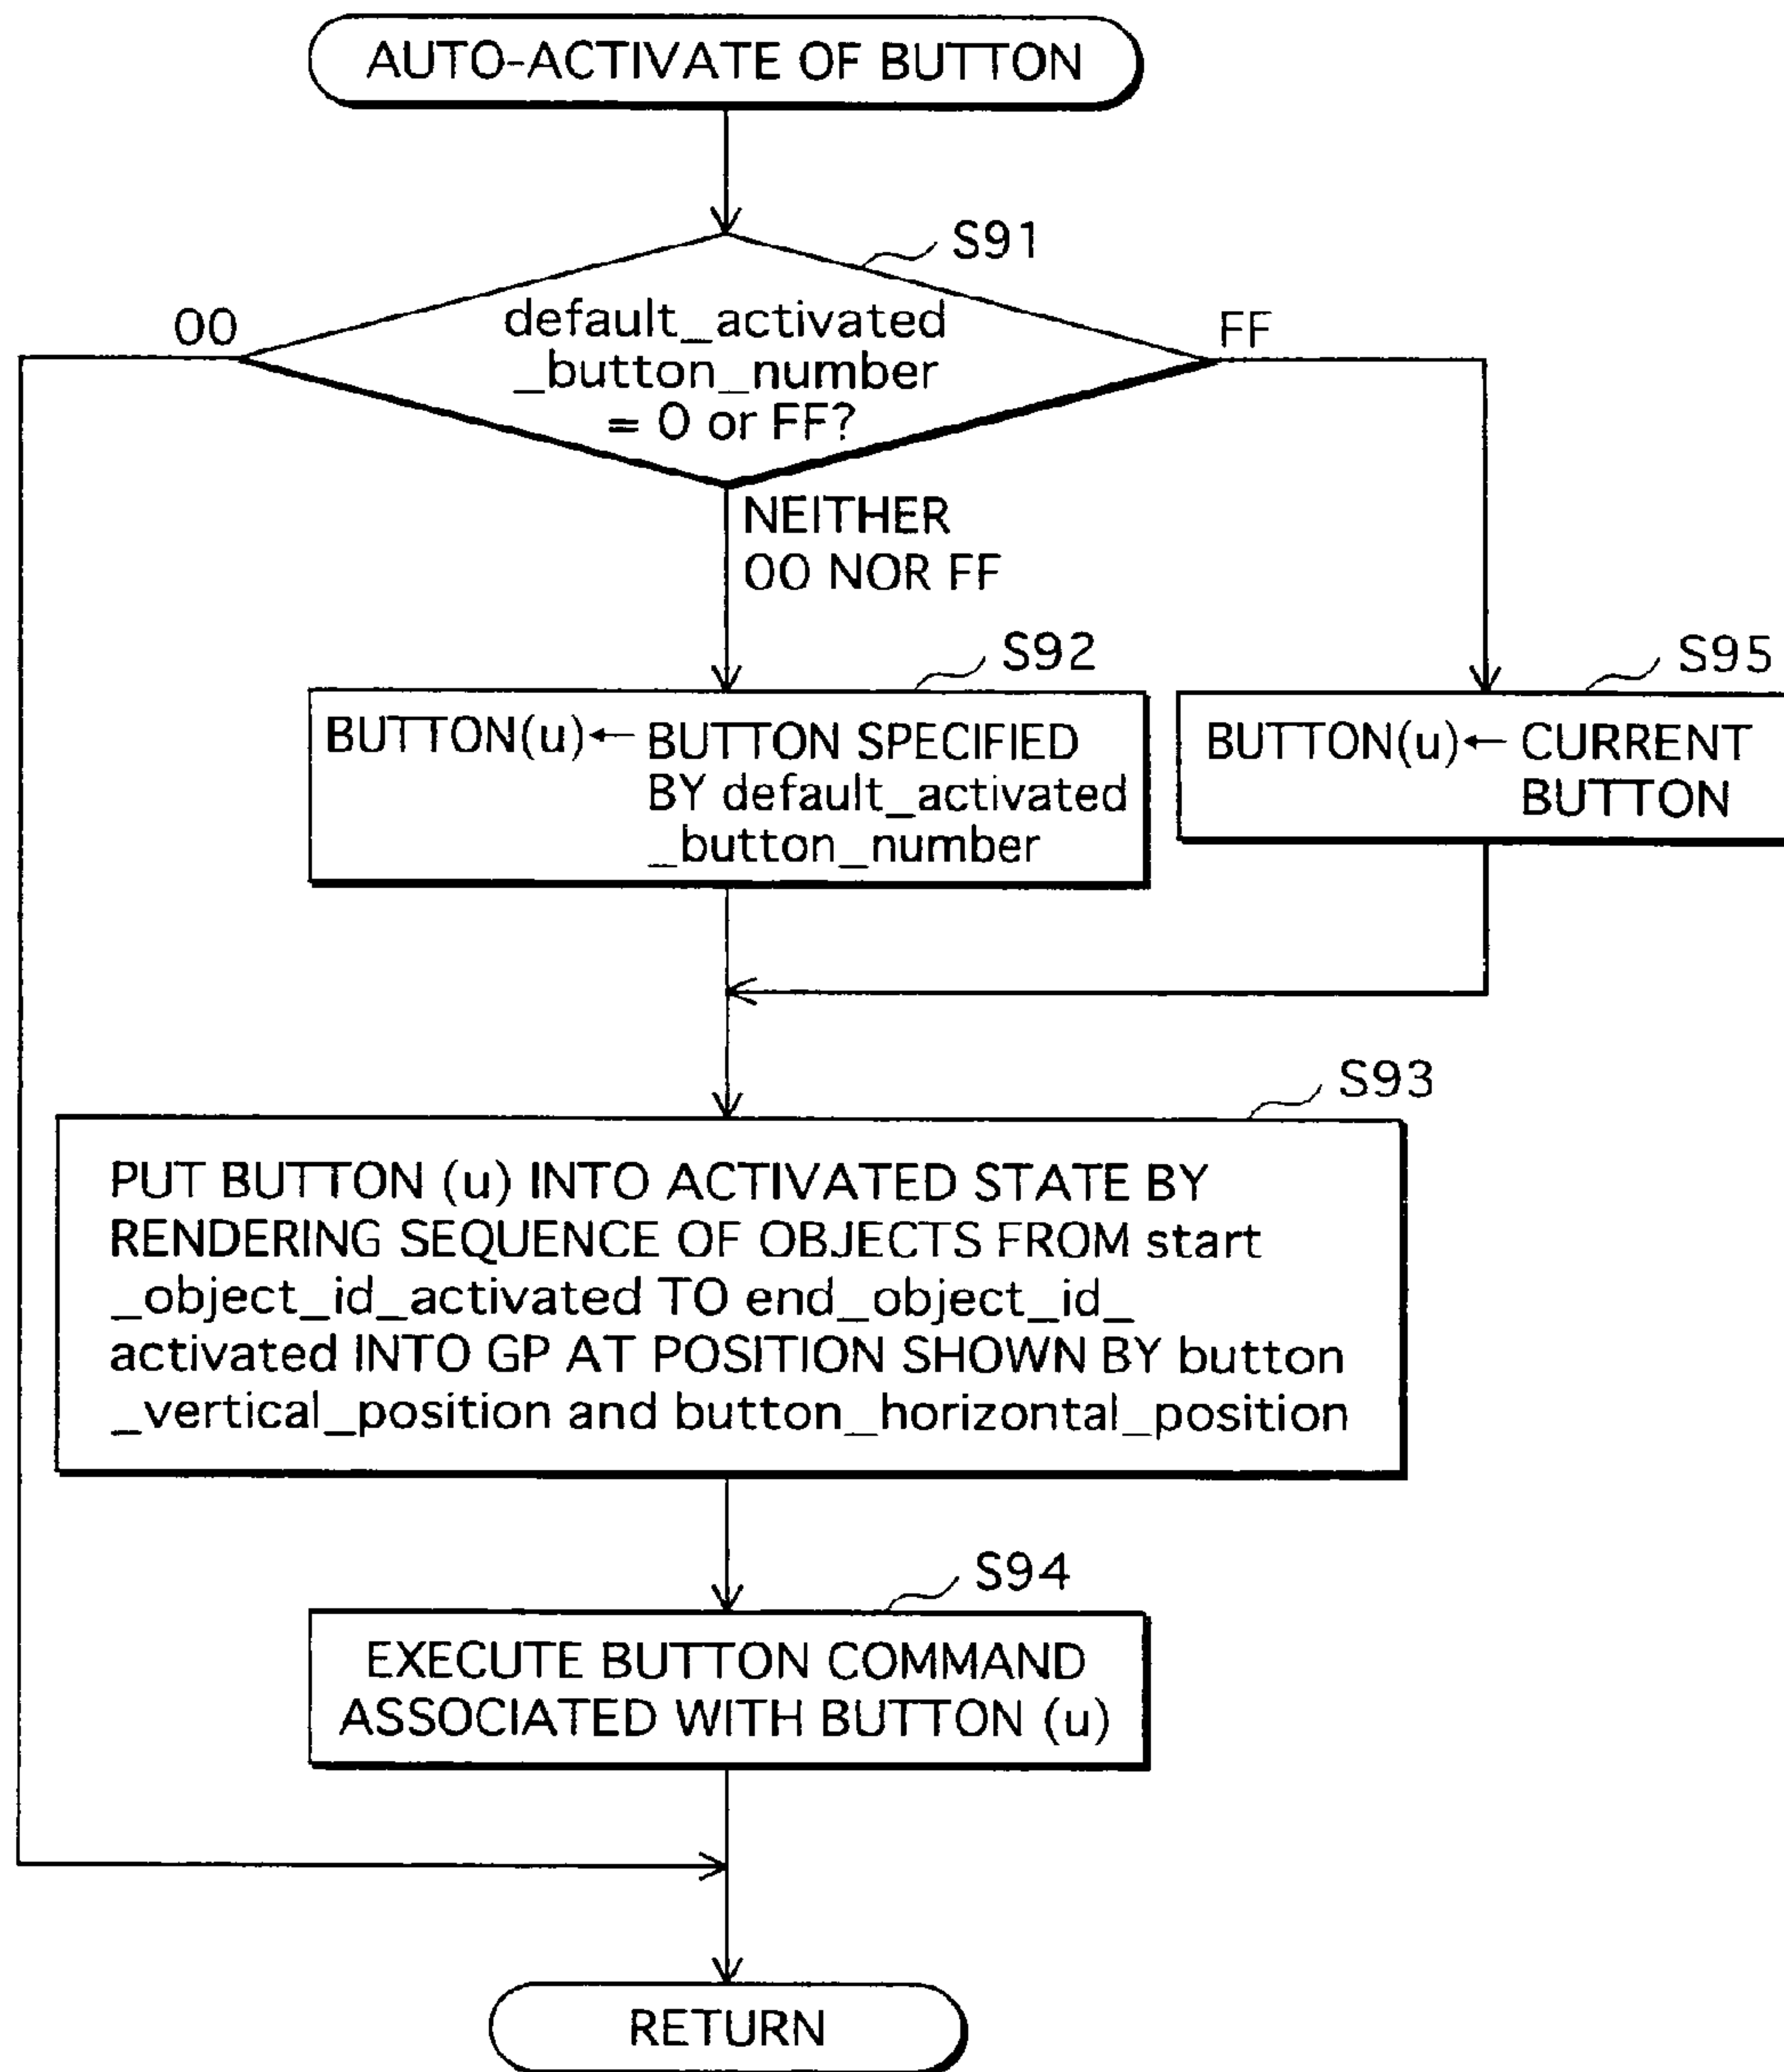 AUTO-ACTIVATE OF BUTTON
S91
00
default_activated
_button_number
= 0 or FF?
FF
NEITHER
00 NOR FF
S92
BUTTON(u)← BUTTON SPECIFIED
BY default_activated
_button_number
S95
BUTTON(u)← CURRENT
BUTTON
S93
PUT BUTTON (u) INTO ACTIVATED STATE BY
RENDERING SEQUENCE OF OBJECTS FROM start
_object_id_activated TO end_object_id_
activated INTO GP AT POSITION SHOWN BY button
_vertical_position and button_horizontal_position
S94
EXECUTE BUTTON COMMAND
ASSOCIATED WITH BUTTON (u)
RETURN